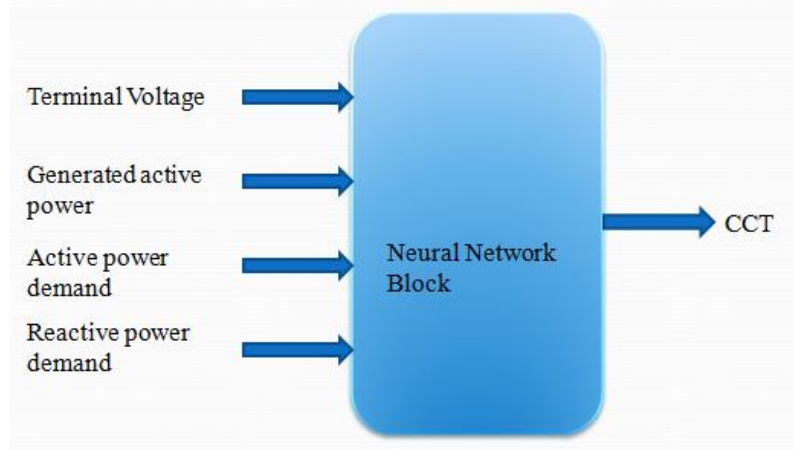 Terminal Voltage
Generated active
power
Active power
demand
Reactive power
demand
Neural Network
Block
CCT